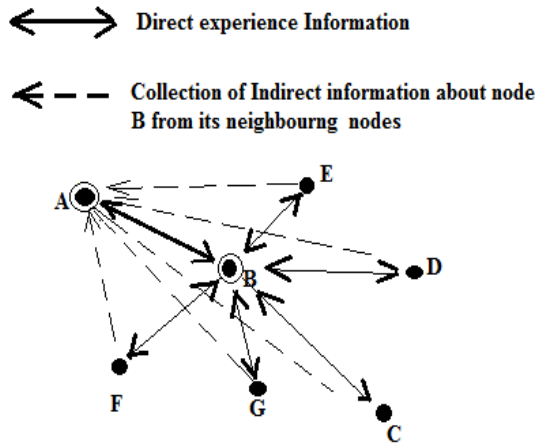 Direct experience Information
Collection of Indirect information about node
B from its neighbourng nodes
E
A
B
D
F
G
C